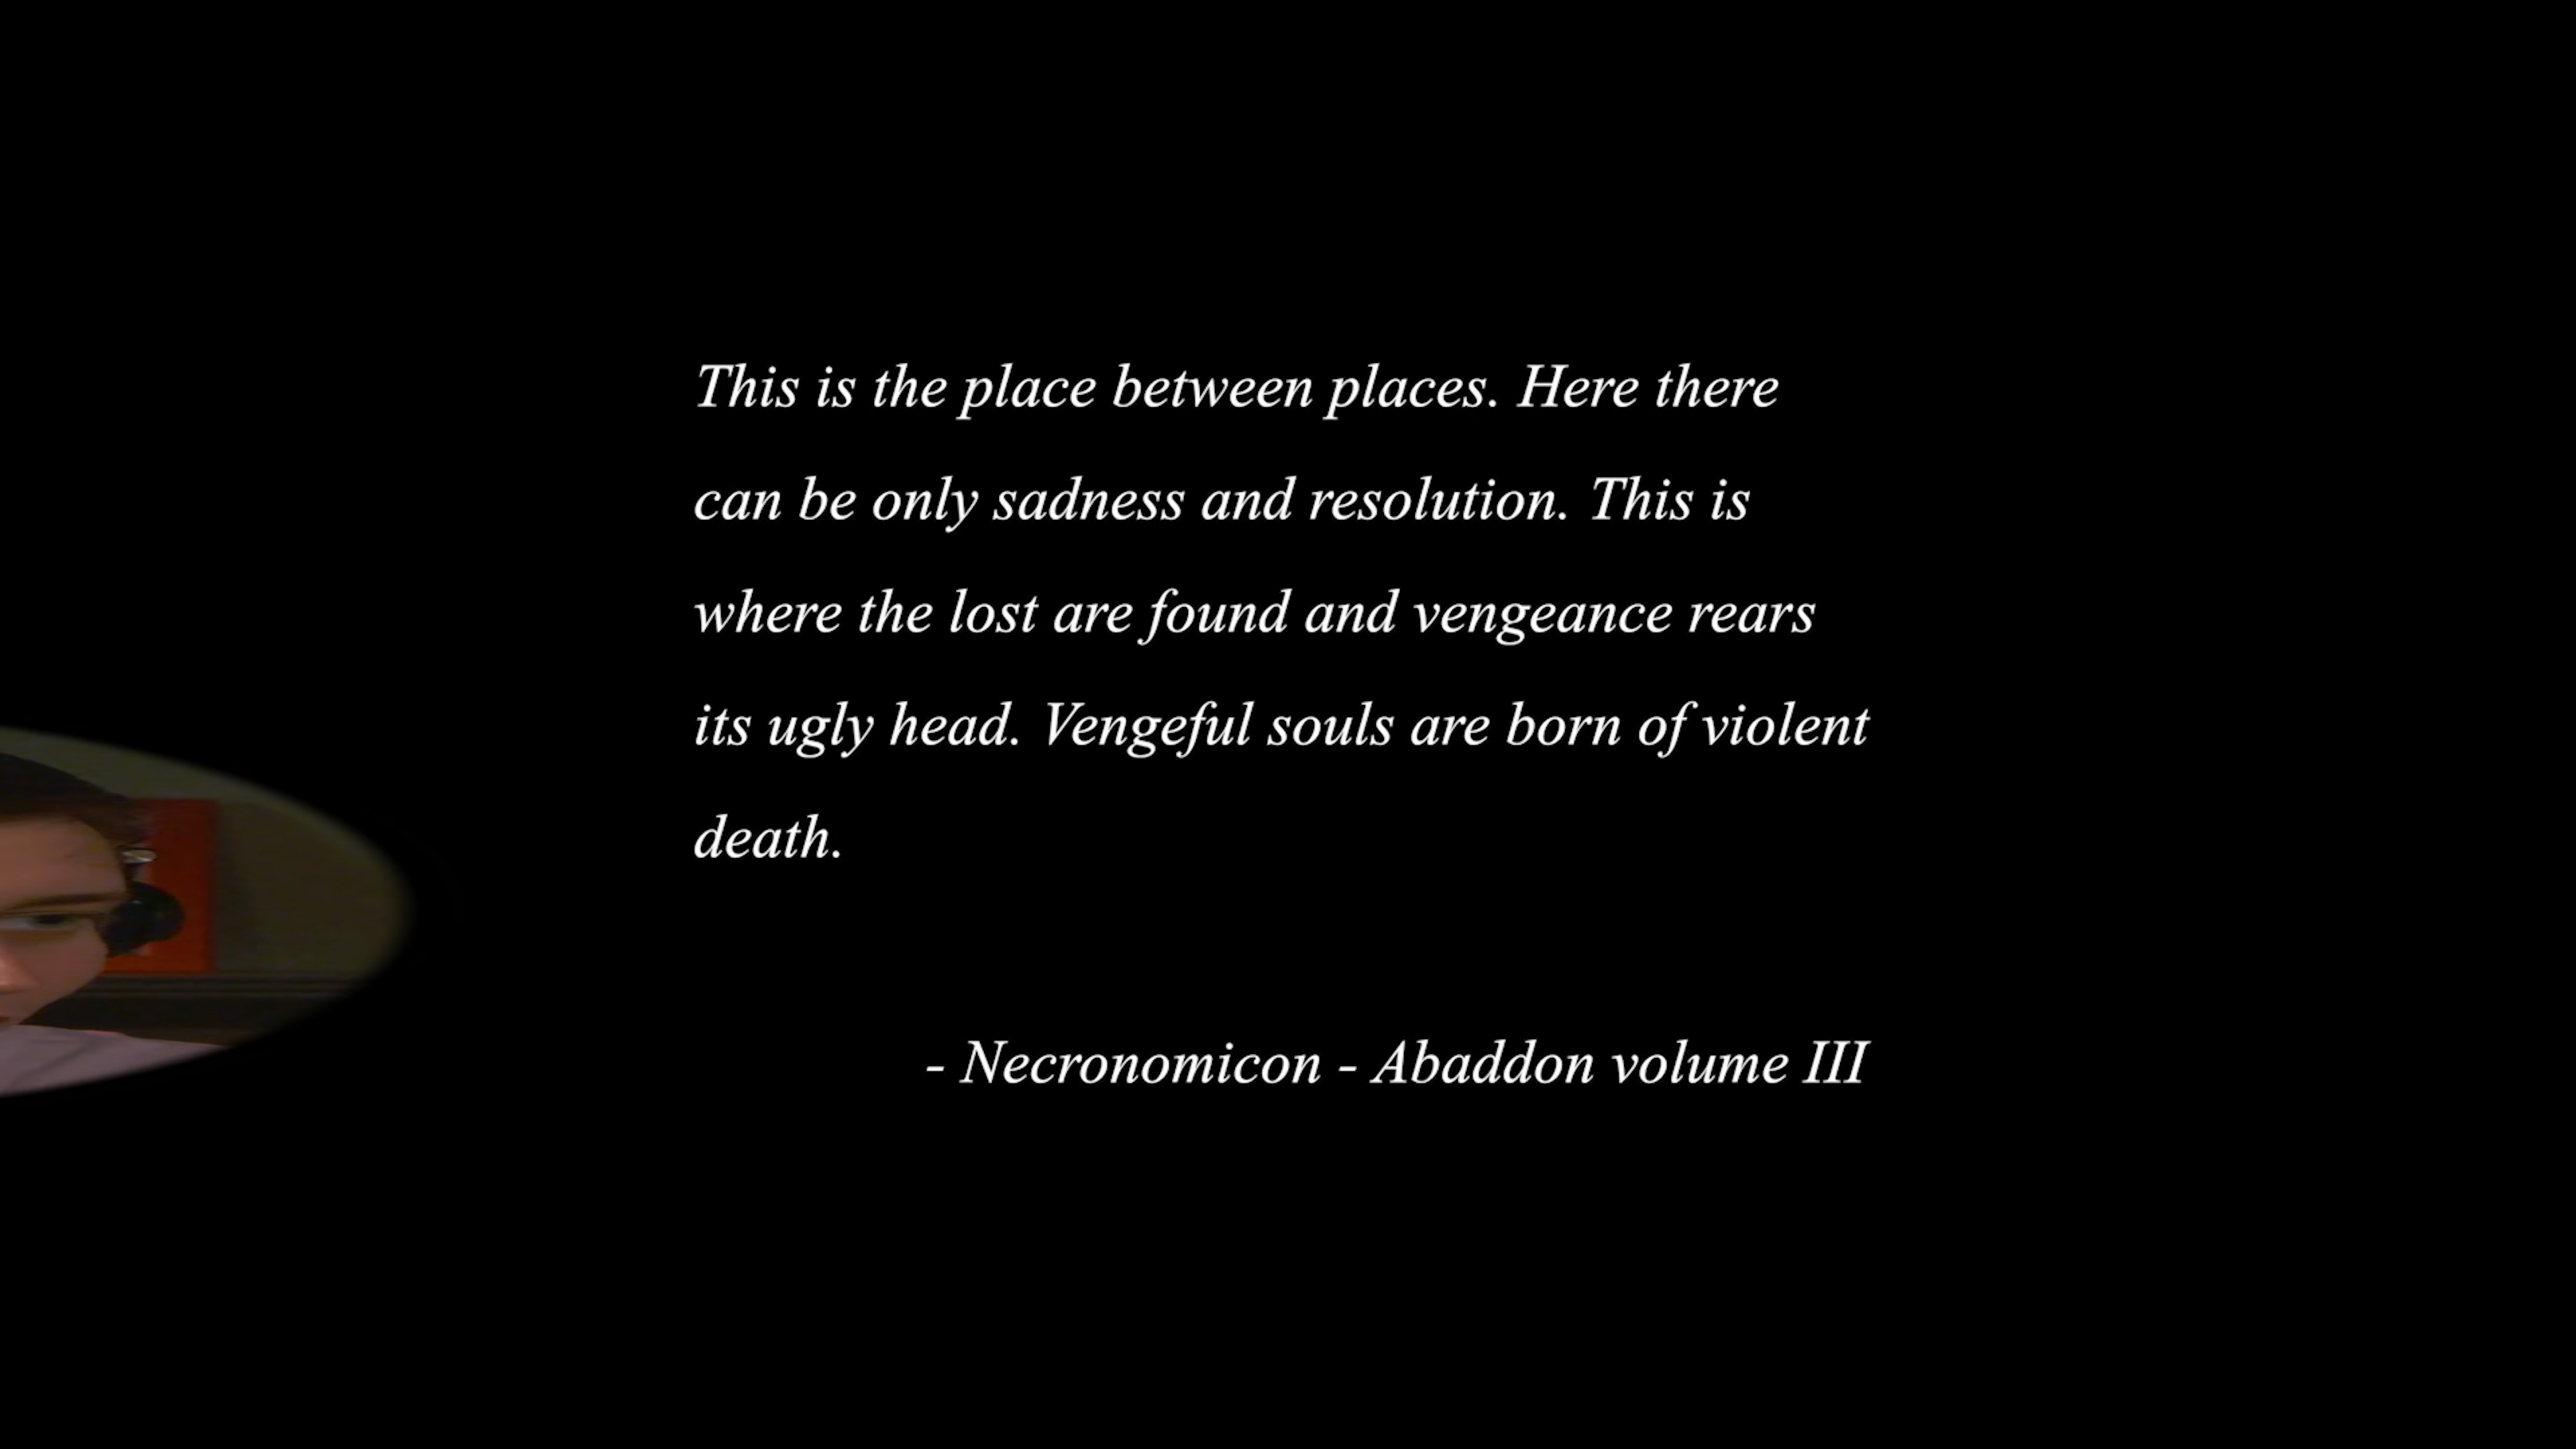 This is the place between places. Here there
can be only sadness and resolution. This is
where the lost are found and vengeance rears
its ugly head. Vengeful souls are born of violent
death.
- Necronomicon - Abaddon volume III